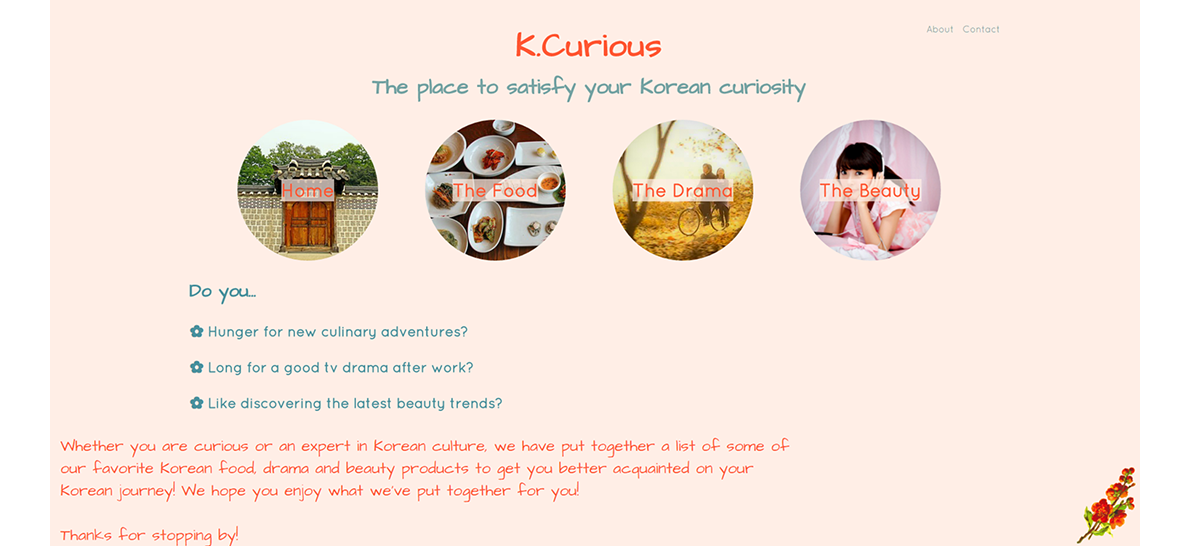 About Contact
K.Curious
The place to satisfy your Korean curiosity
Home The Food The Drama The Beauty
Do you...
✿ Hunger for new culinary adventures?
✿ Long for a good tv drama after work?
✿ Like discovering the latest beauty trends?
Whether you are curious or an expert in Korean culture, we have put together a list of some of
our favorite Korean food, drama and beauty products to get you better acquainted on your
Korean journey! We hope you enjoy what we've put together for you!
Thanks for stopping by!